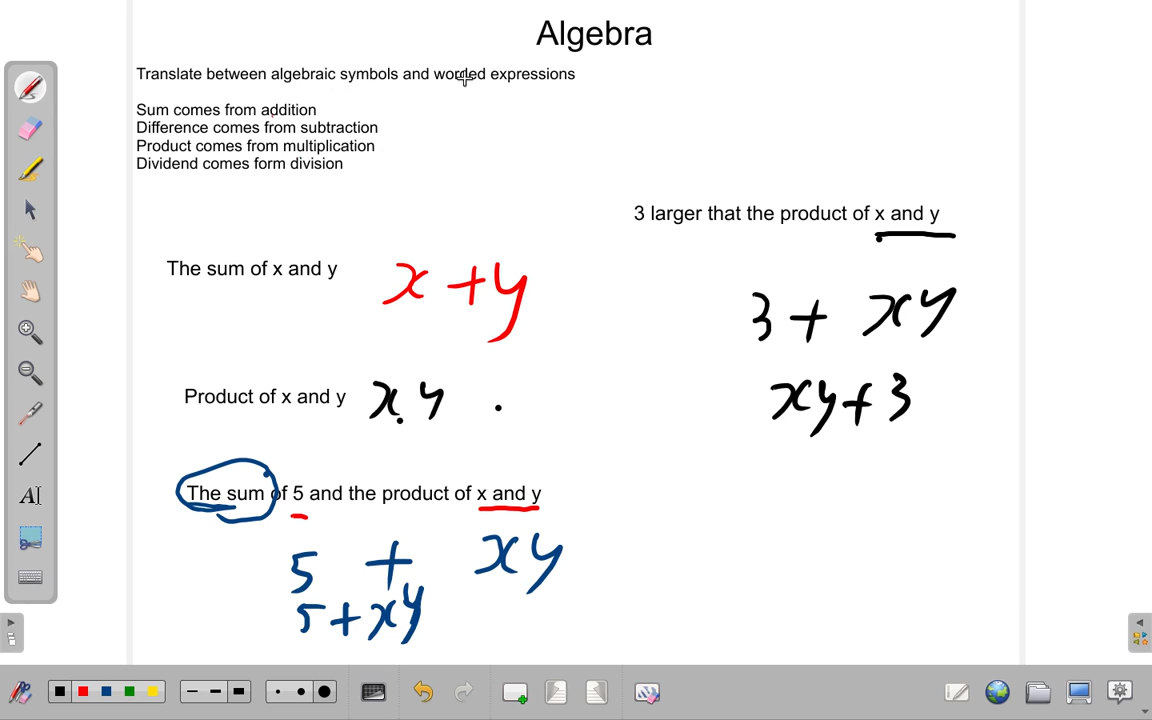 Algebra
Translate between algebraic symbols and worded expressions
Sum comes from addition
Difference comes from subtraction
Product comes from multiplication
Dividend comes form division
3 larger that the product of x and y
The sum of x and y
x + y
3 + xy
Product of x and y
x y
xy + 3
The sum of 5 and the product of x and y
5 + xy
5 + xy
A